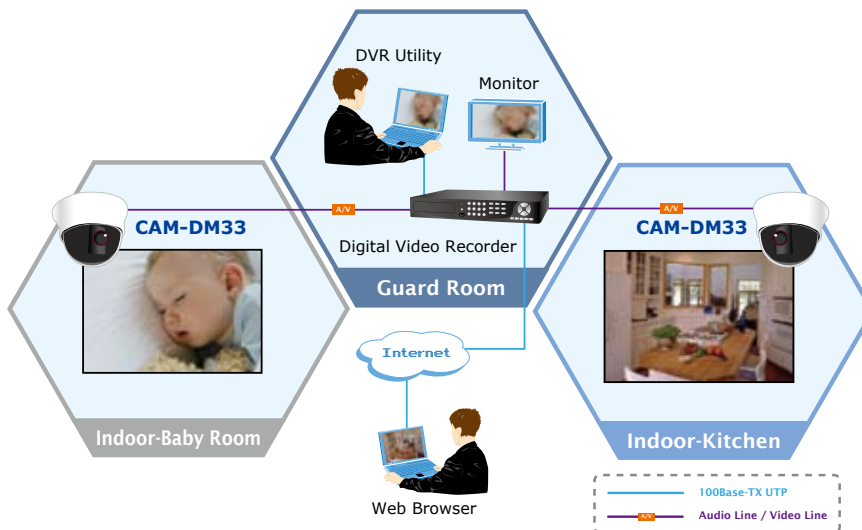 DVR Utility
Monitor
A/V
A/V
CAM-DM33
CAM-DM33
Digital Video Recorder
Guard Room
Internet
Indoor-Baby Room
Indoor-Kitchen
Web Browser
100Base-TX UTP
A/V
Audio Line / Video Line